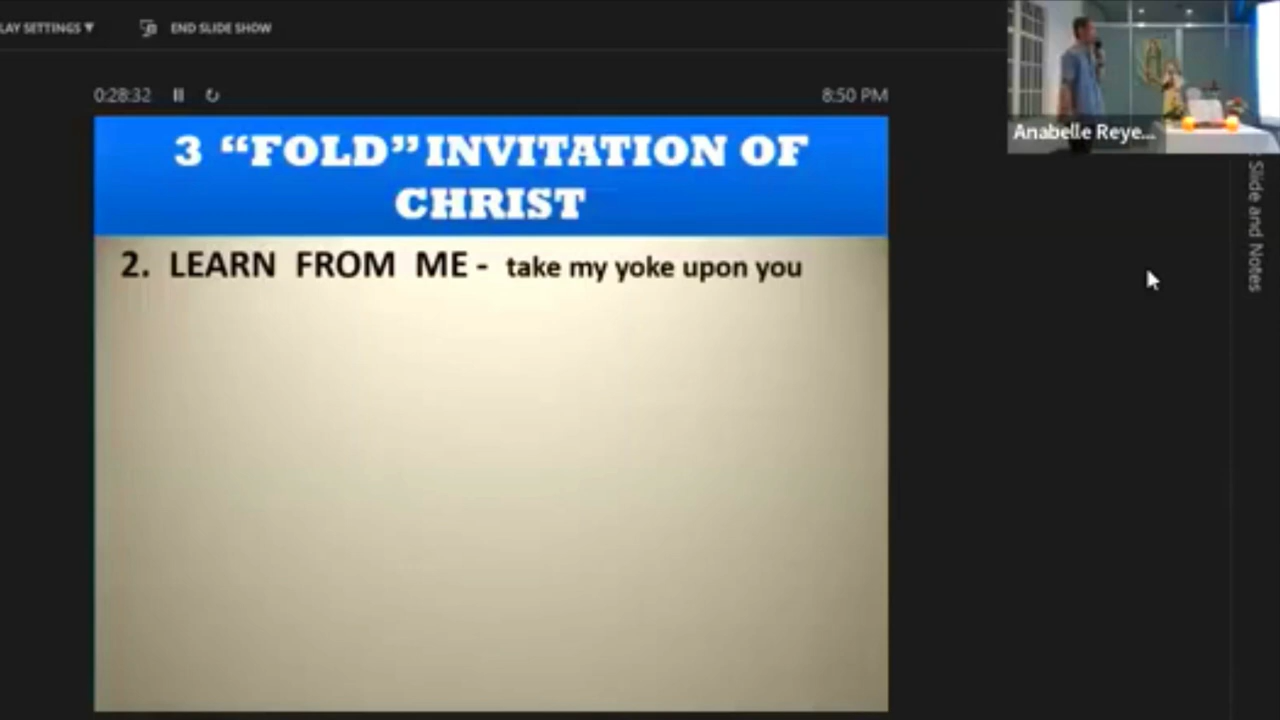 LAY SETTINGS ▼ END SLIDE SHOW
0:28:32 8:50 PM
Anabelle Reye...
3 “FOLD” INVITATION OF
CHRIST
2. LEARN FROM ME - take my yoke upon you
Slide and Notes